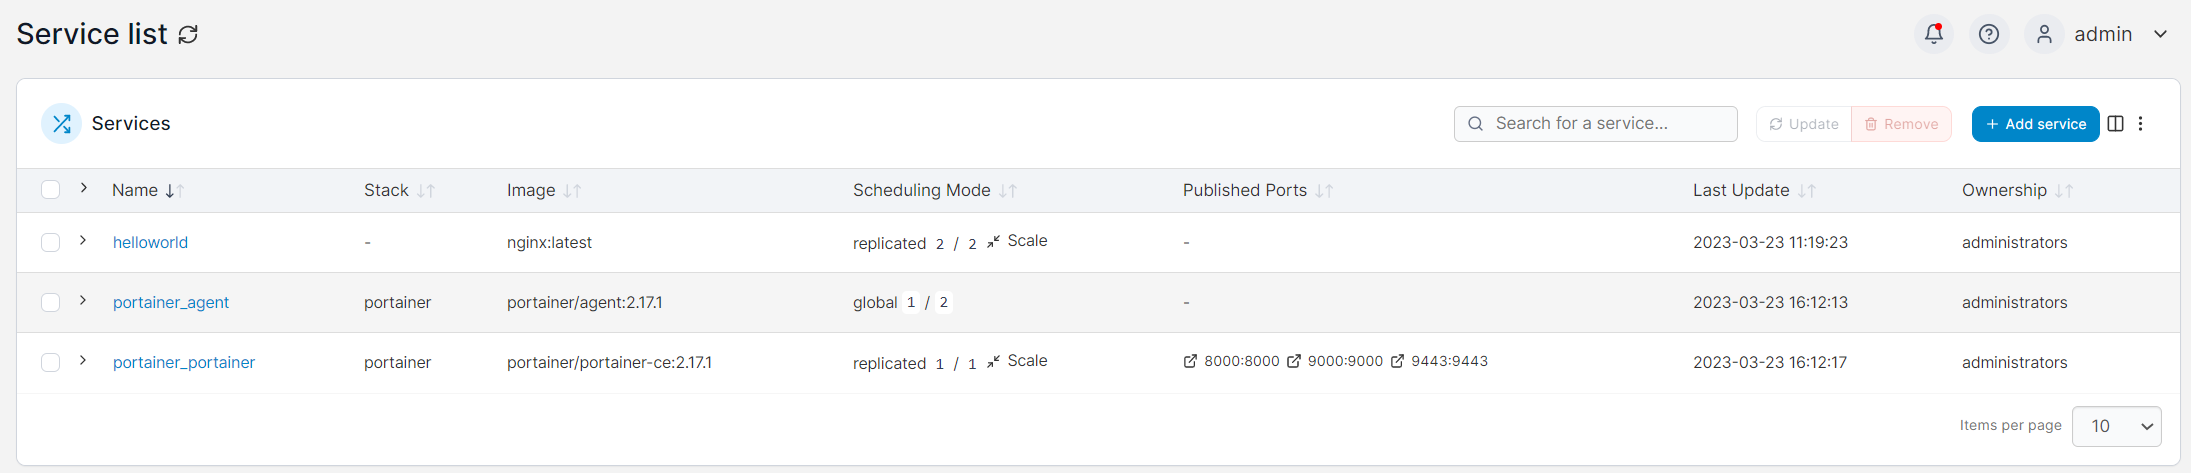 Service list
admin
Services
Search for a service...
Update
Remove
+ Add service
Name Stack Image Scheduling Mode Published Ports Last Update Ownership
helloworld - nginx:latest replicated 2 / 2 Scale - 2023-03-23 11:19:23 administrators
portainer_agent portainer portainer/agent:2.17.1 global 1 / 2 - 2023-03-23 16:12:13 administrators
portainer_portainer portainer portainer/portainer-ce:2.17.1 replicated 1 / 1 Scale 8000:8000 9000:9000 9443:9443 2023-03-23 16:12:17 administrators
Items per page 10